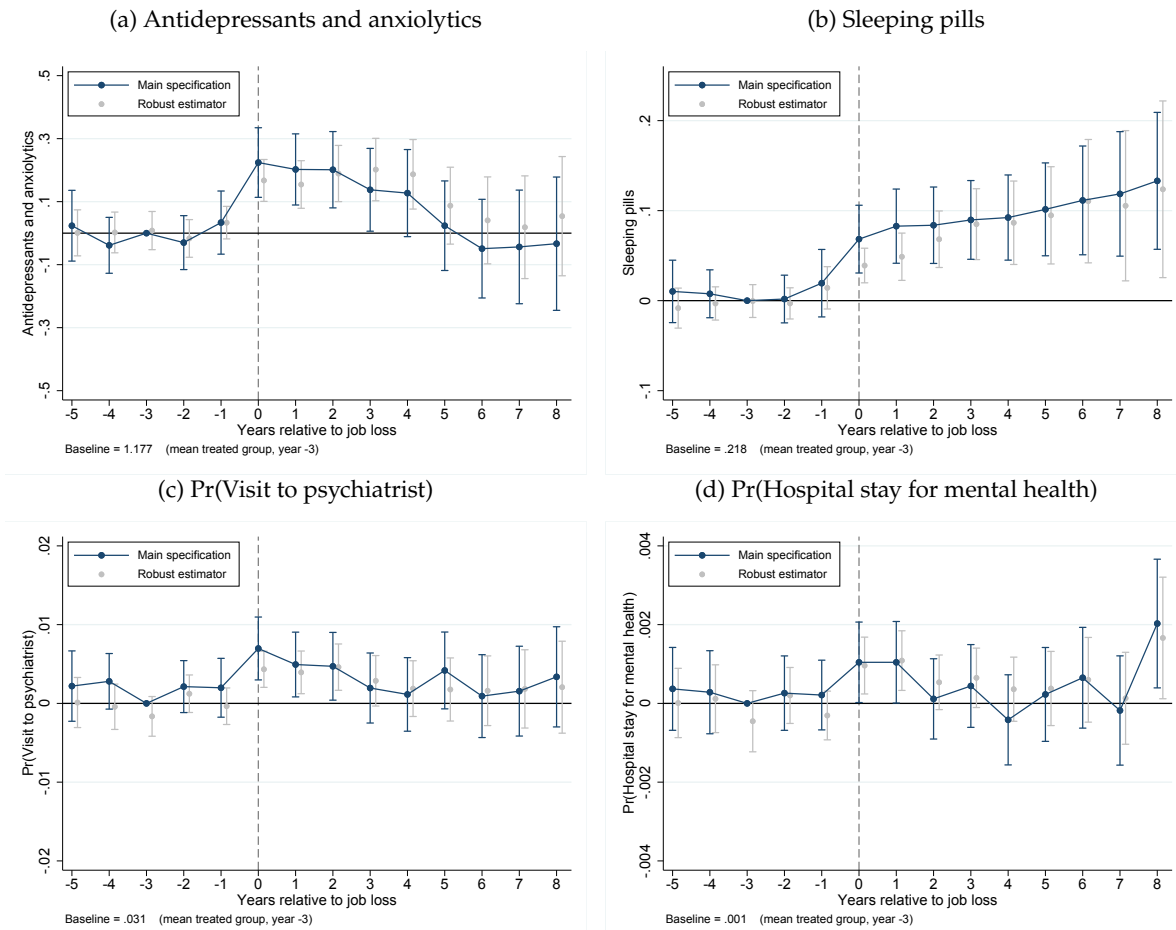 (a) Antidepressants and anxiolytics
Antidepressants and anxiolytics
.5
.3
.1
-.1
-.3
-.5
Main specification
Robust estimator
-5 -4 -3 -2 -1 0 1 2 3 4 5 6 7 8
Years relative to job loss
Baseline = 1.177 (mean treated group, year -3)
(b) Sleeping pills
Sleeping pills
.2
.1
0
-.1
Main specification
Robust estimator
-5 -4 -3 -2 -1 0 1 2 3 4 5 6 7 8
Years relative to job loss
Baseline = .218 (mean treated group, year -3)
(c) Pr(Visit to psychiatrist)
Pr(Visit to psychiatrist)
.02
.01
0
-.01
-.02
Main specification
Robust estimator
-5 -4 -3 -2 -1 0 1 2 3 4 5 6 7 8
Years relative to job loss
Baseline = .031 (mean treated group, year -3)
(d) Pr(Hospital stay for mental health)
Pr(Hospital stay for mental health)
.004
.002
0
-.002
-.004
Main specification
Robust estimator
-5 -4 -3 -2 -1 0 1 2 3 4 5 6 7 8
Years relative to job loss
Baseline = .001 (mean treated group, year -3)